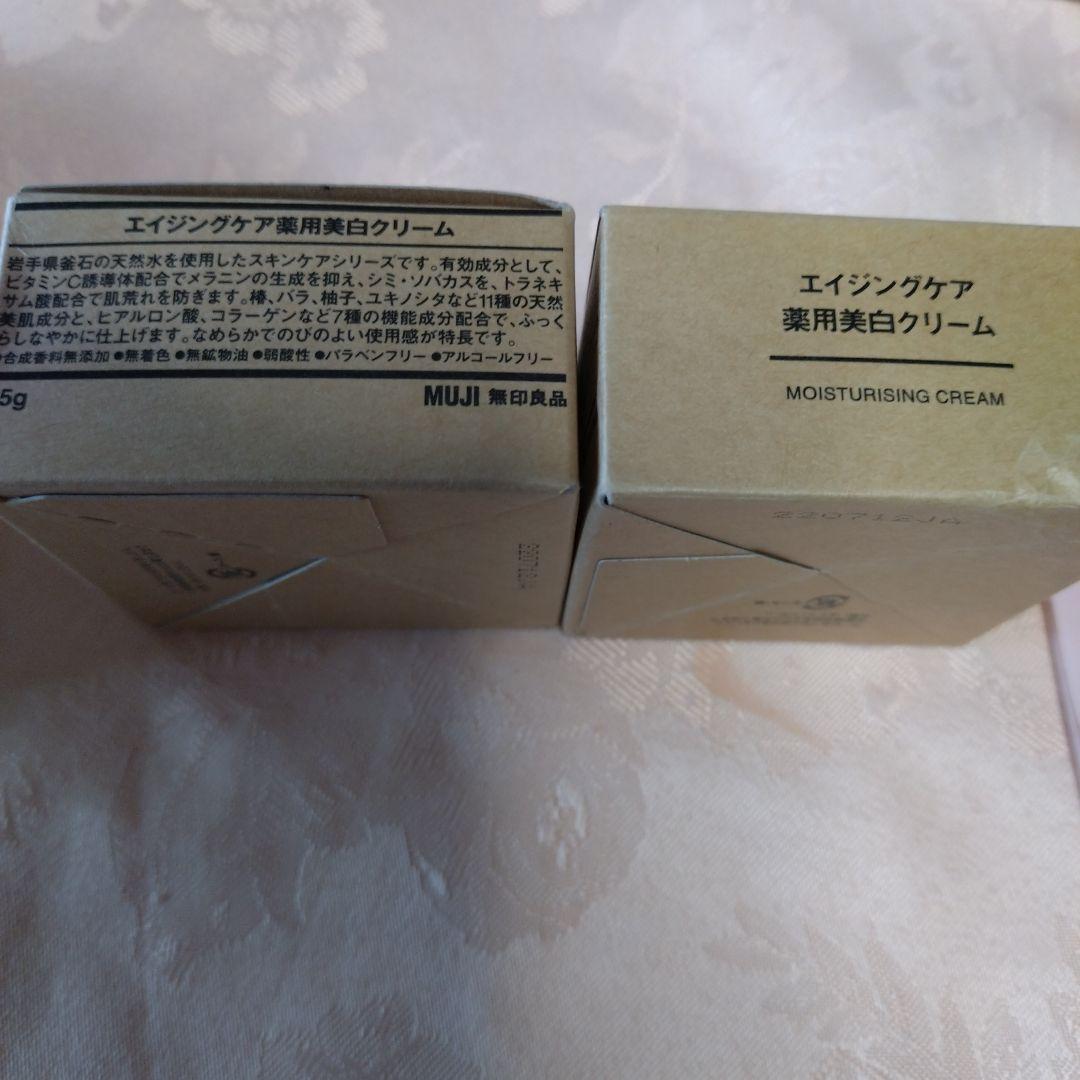 エイジングケア薬用美白クリーム
岩手県釜石の天然水を使用したスキンケアシリーズです。有効成分として、
ビタミンC誘導体配合でメラニンの生成を抑え、シミ・ソバカスを、トラネキ
サム酸配合で肌荒れを防ぎます。椿、バラ、柚子、ユキノシタなど11種の天然
美肌成分と、ヒアルロン酸、コラーゲンなど7種の機能成分配合で、ふっく
らしなやかに仕上げます。なめらかでのびのよい使用感が特長です。
●合成香料無添加 ●無着色 ●無鉱物油 ●弱酸性 ●パラベンフリー ●アルコールフリー
5g
MUJI 無印良品
エイジングケア
薬用美白クリーム
MOISTURISING CREAM